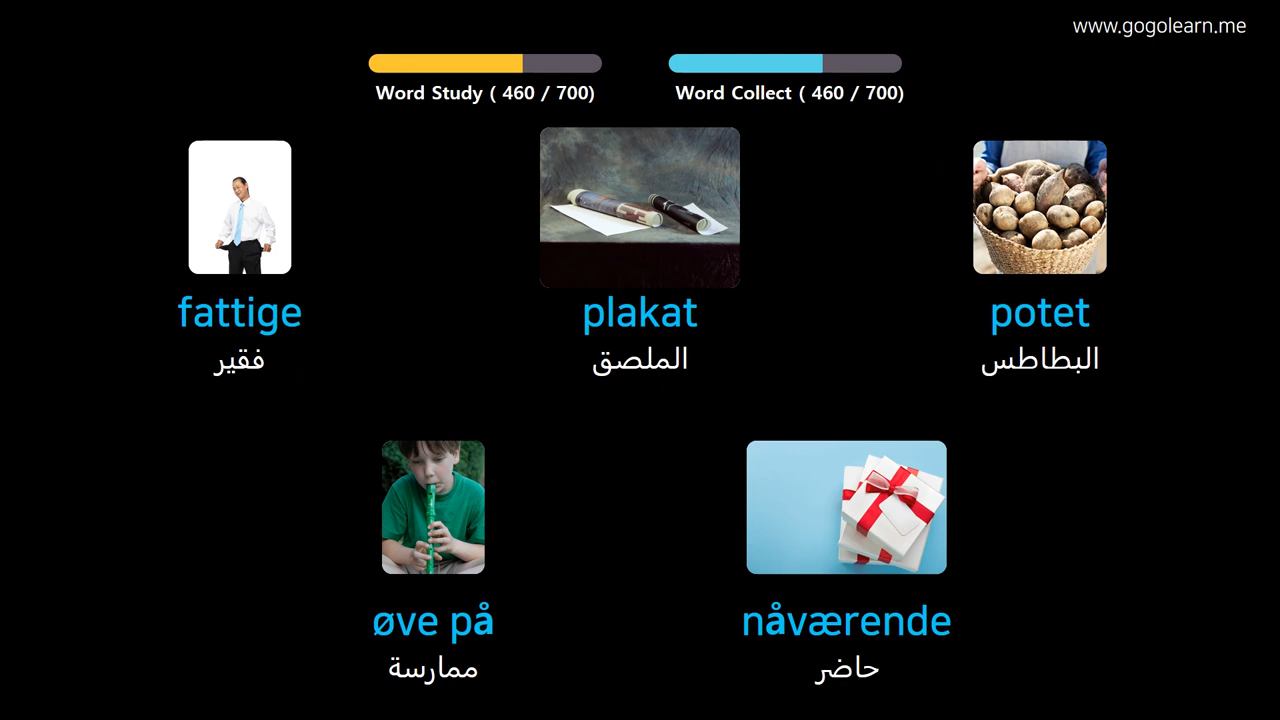 www.gogolearn.me
Word Study ( 460 / 700)
Word Collect ( 460 / 700)
fattige
فقير
plakat
الملصق
potet
البطاطس
øve på
ممارسة
nåværende
حاضر